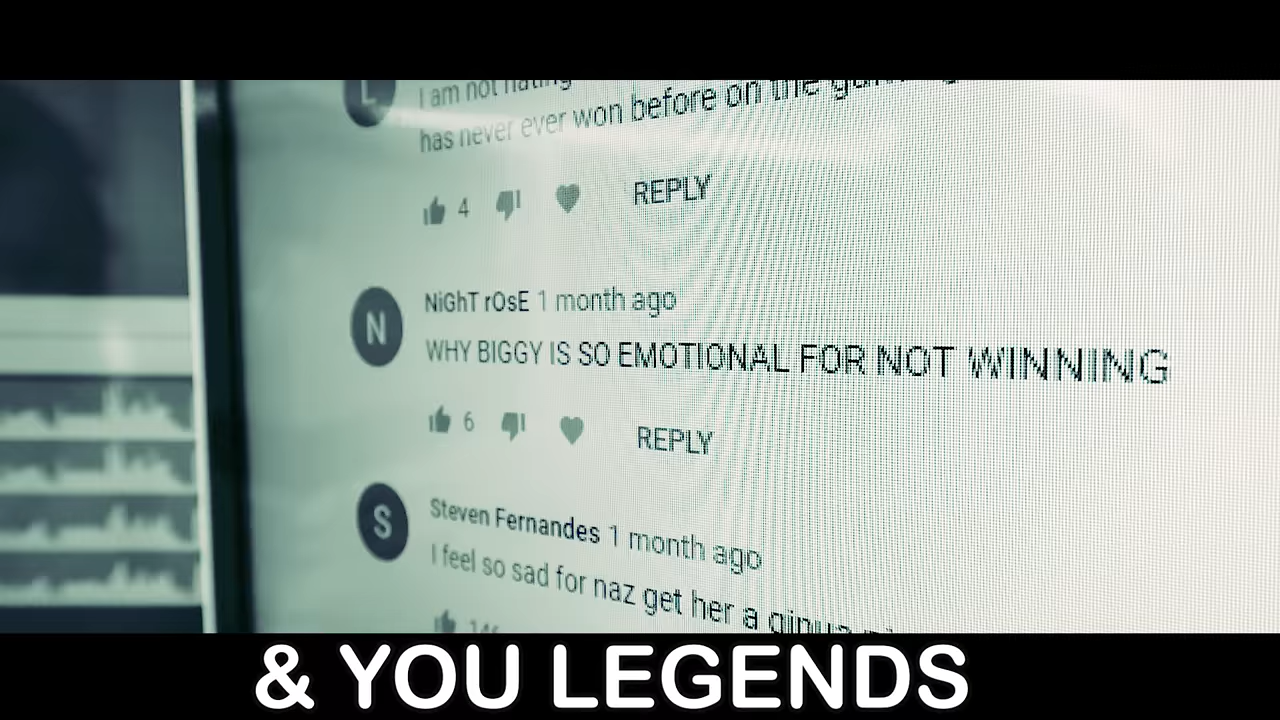 L
I am not hating
has never ever won before on the
4
REPLY
N
NiGhT rOsE 1 month ago
WHY BIGGY IS SO EMOTIONAL FOR NOT WINNING
6
REPLY
S
Steven Fernandes 1 month ago
I feel so sad for naz get her a
& YOU LEGENDS